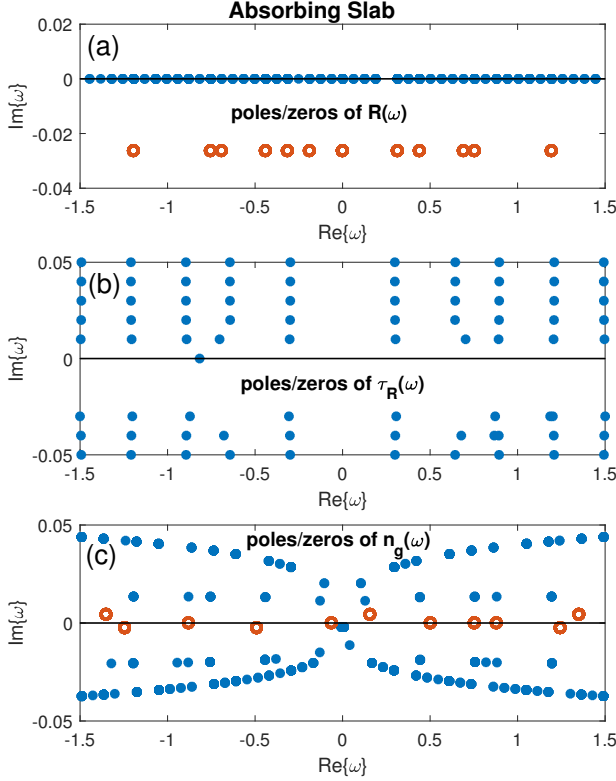 Absorbing Slab
(a)
0.02
0
-0.02
-0.04
Im{ω}
poles/zeros of R(ω)
-1.5 -1 -0.5 0 0.5 1 1.5
Re{ω}
(b)
0.05
0
-0.05
Im{ω}
poles/zeros of τ_R(ω)
-1.5 -1 -0.5 0 0.5 1 1.5
Re{ω}
(c)
0.05
0
-0.05
Im{ω}
poles/zeros of n_g(ω)
-1.5 -1 -0.5 0 0.5 1 1.5
Re{ω}